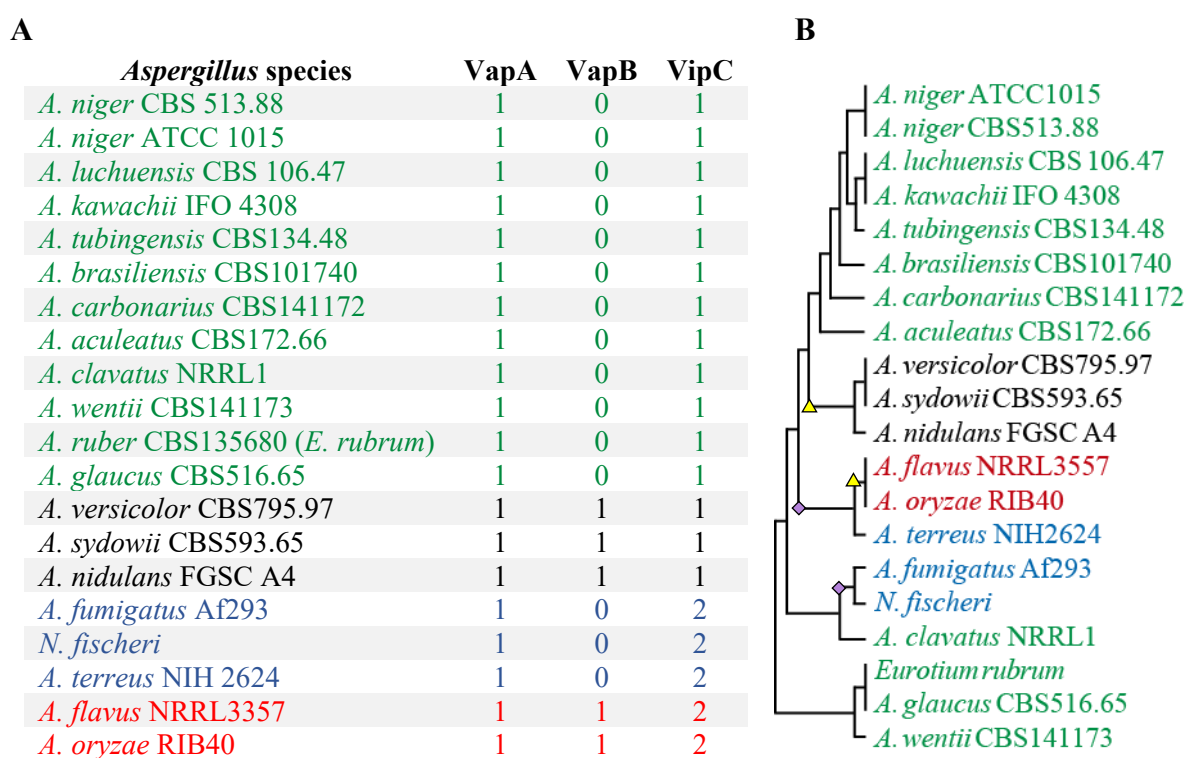 A
Aspergillus species VapA VapB VipC
A. niger CBS 513.88 1 0 1
A. niger ATCC 1015 1 0 1
A. luchuensis CBS 106.47 1 0 1
A. kawachii IFO 4308 1 0 1
A. tubingensis CBS134.48 1 0 1
A. brasiliensis CBS101740 1 0 1
A. carbonarius CBS141172 1 0 1
A. aculeatus CBS172.66 1 0 1
A. clavatus NRRL1 1 0 1
A. wentii CBS141173 1 0 1
A. ruber CBS135680 (E. rubrum) 1 0 1
A. glaucus CBS516.65 1 0 1
A. versicolor CBS795.97 1 1 1
A. sydowii CBS593.65 1 1 1
A. nidulans FGSC A4 1 1 1
A. fumigatus Af293 1 0 2
N. fischeri 1 0 2
A. terreus NIH 2624 1 0 2
A. flavus NRRL3357 1 1 2
A. oryzae RIB40 1 1 2
B
A. niger ATCC1015
A. niger CBS513.88
A. luchuensis CBS 106.47
A. kawachii IFO 4308
A. tubingensis CBS134.48
A. brasiliensis CBS101740
A. carbonarius CBS141172
A. aculeatus CBS172.66
A. versicolor CBS795.97
A. sydowii CBS593.65
A. nidulans FGSC A4
A. flavus NRRL3557
A. oryzae RIB40
A. terreus NIH2624
A. fumigatus Af293
N. fischeri
A. clavatus NRRL1
Eurotium rubrum
A. glaucus CBS516.65
A. wentii CBS141173